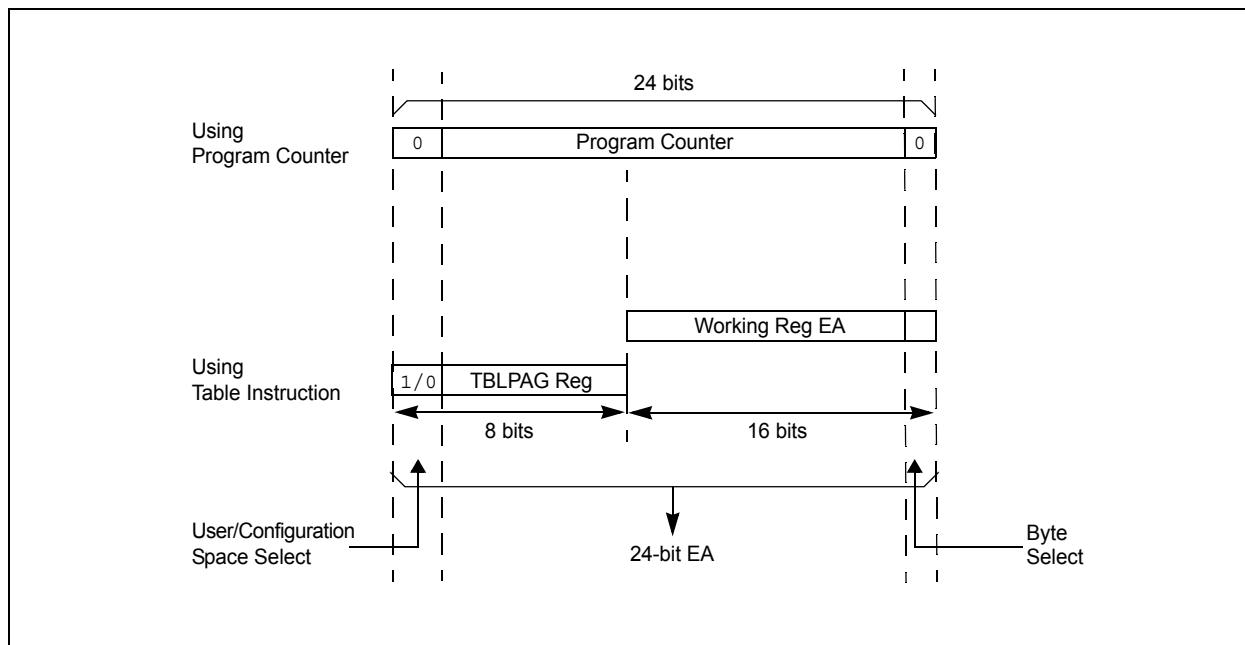 24 bits
Using
Program Counter
0
Program Counter
0
Working Reg EA
Using
Table Instruction
1/0
TBLPAG Reg
8 bits
16 bits
User/Configuration
Space Select
24-bit EA
Byte
Select